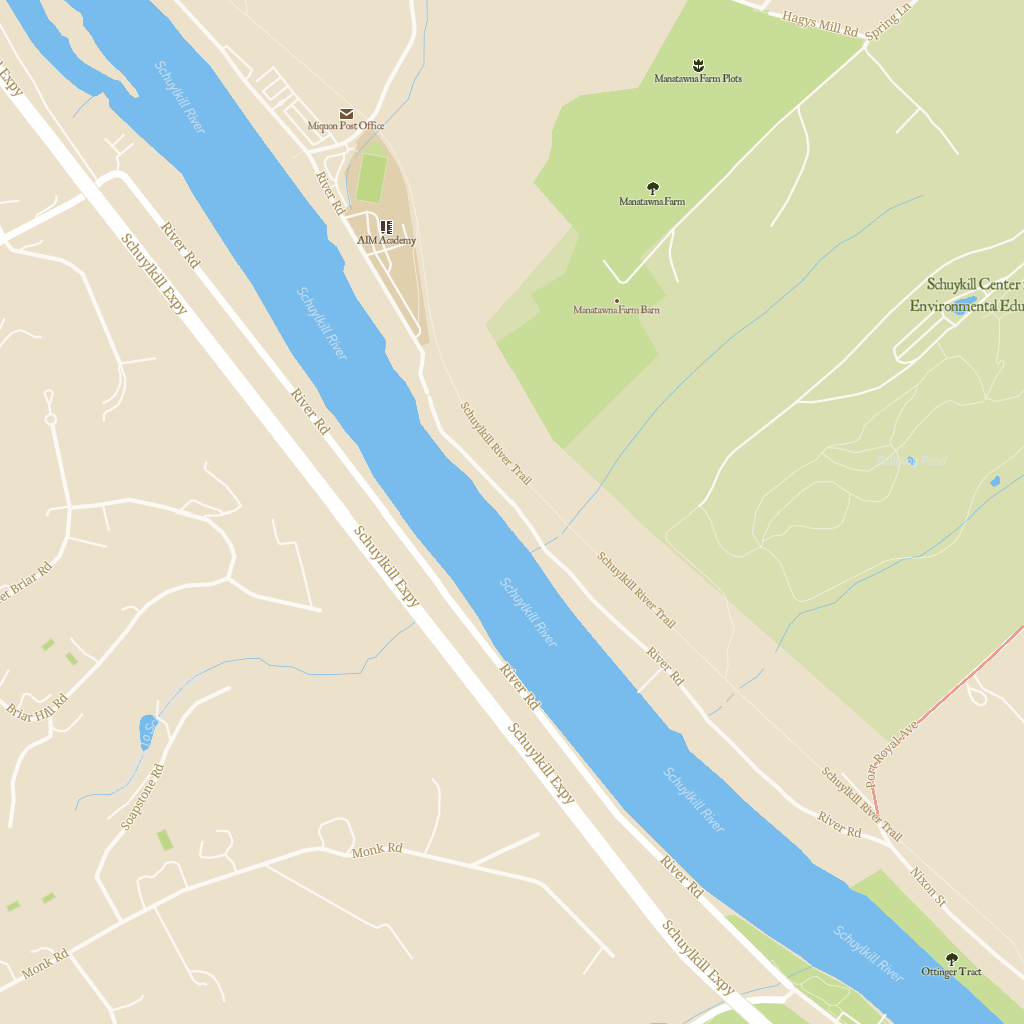 Hagys Mill Rd
Spring Ln
Expy
Schuylkill River
Manatawna Farm Plots
Miquon Post Office
River Rd
Manatawna Farm
River Rd
AIM Academy
Schuylkill Expy
Schuykill Center
Environmental Edu
Schuylkill River
Manatawna Farm Barn
River Rd
Schuylkill River Trail
Schuylkill Expy
et Briar Rd
Schuylkill River
Schuylkill River Trail
River Rd
River Rd
Briar Hill Rd
Schuylkill Expy
Port Royal Ave
Soapstone Rd
Schuylkill River
Schuylkill River Trail
River Rd
Monk Rd
River Rd
Nixon St
Monk Rd
Schuylkill Expy
Schuylkill River
Ottinger Tract